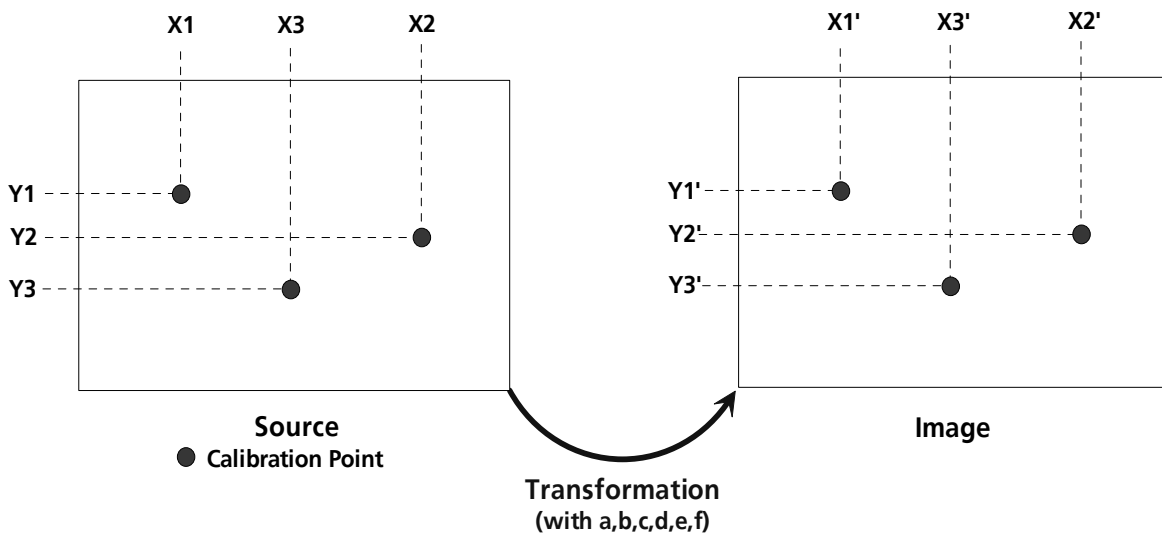 X1 X3 X2
X1' X3' X2'
Y1
Y2
Y3
Y1'
Y2'
Y3'
Source
Calibration Point
Image
Transformation
(with a,b,c,d,e,f)